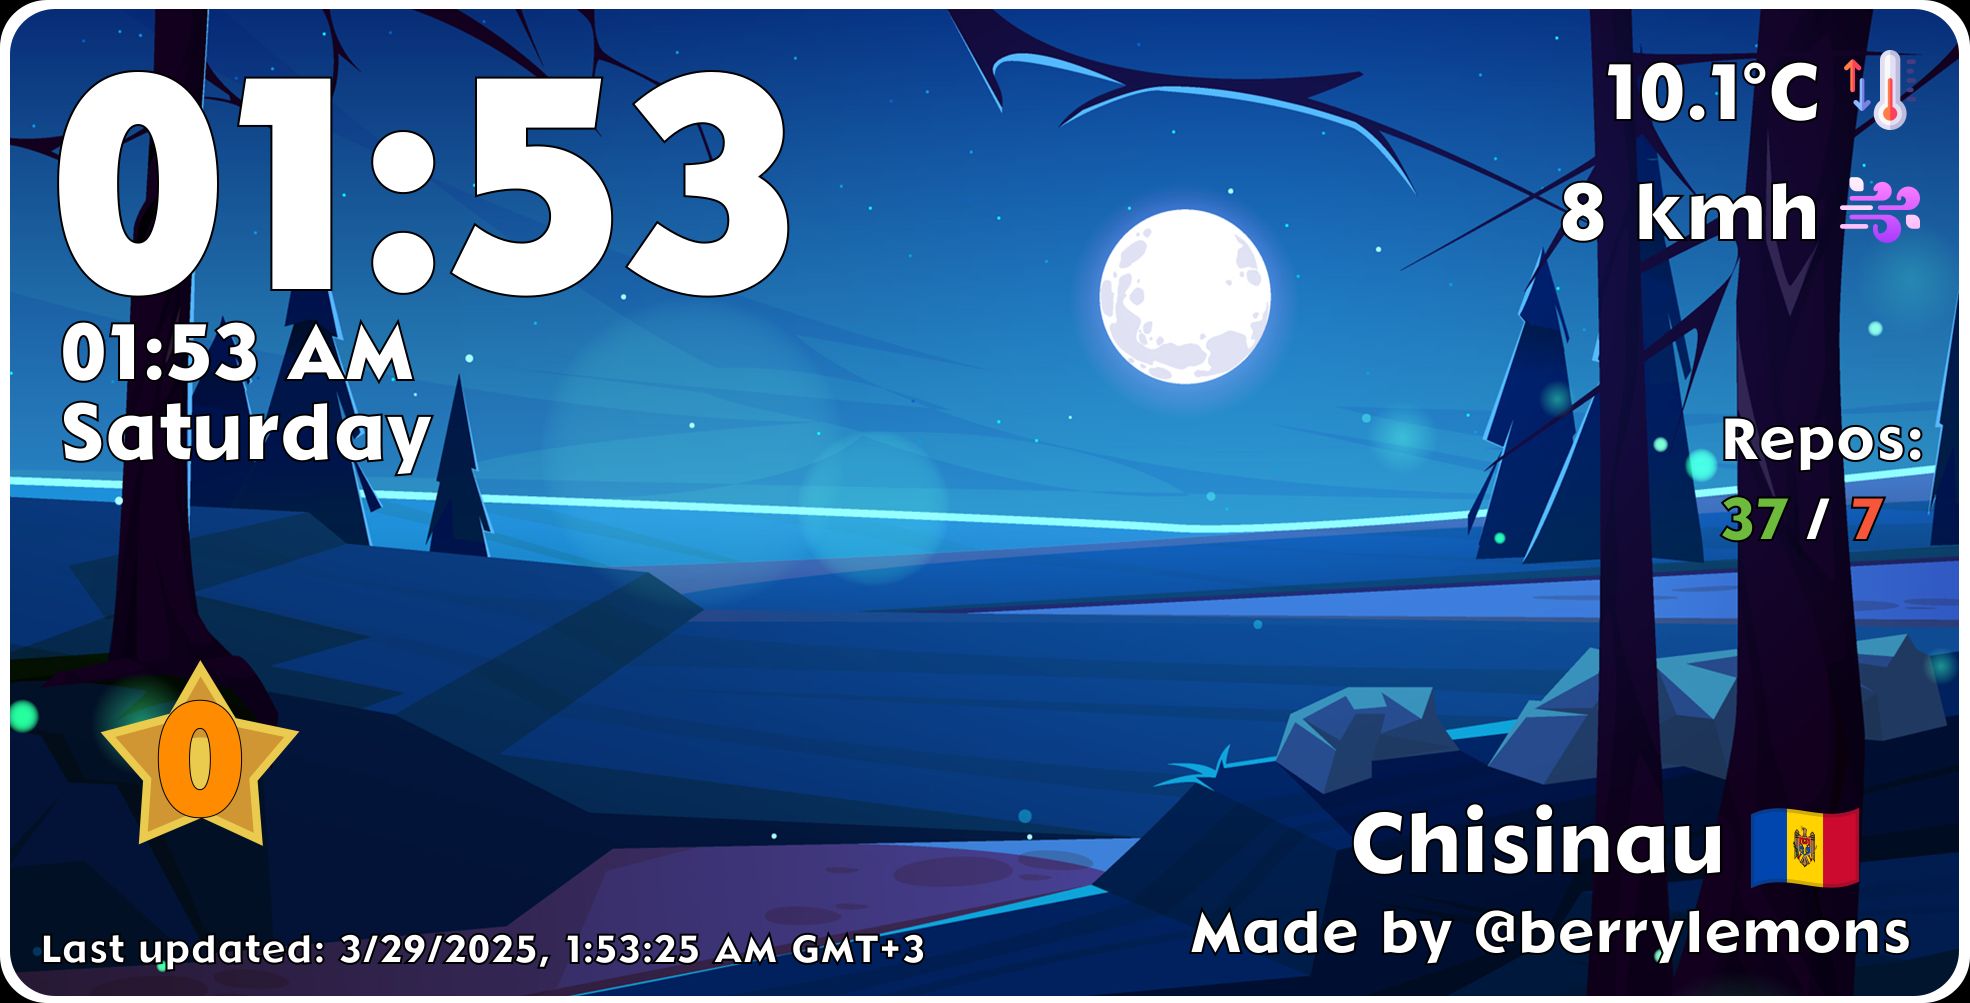 01:53
01:53 AM
Saturday
10.1°C
8 kmh
Repos:
37 / 7
0
Chisinau
Made by @berrylemons
Last updated: 3/29/2025, 1:53:25 AM GMT+3